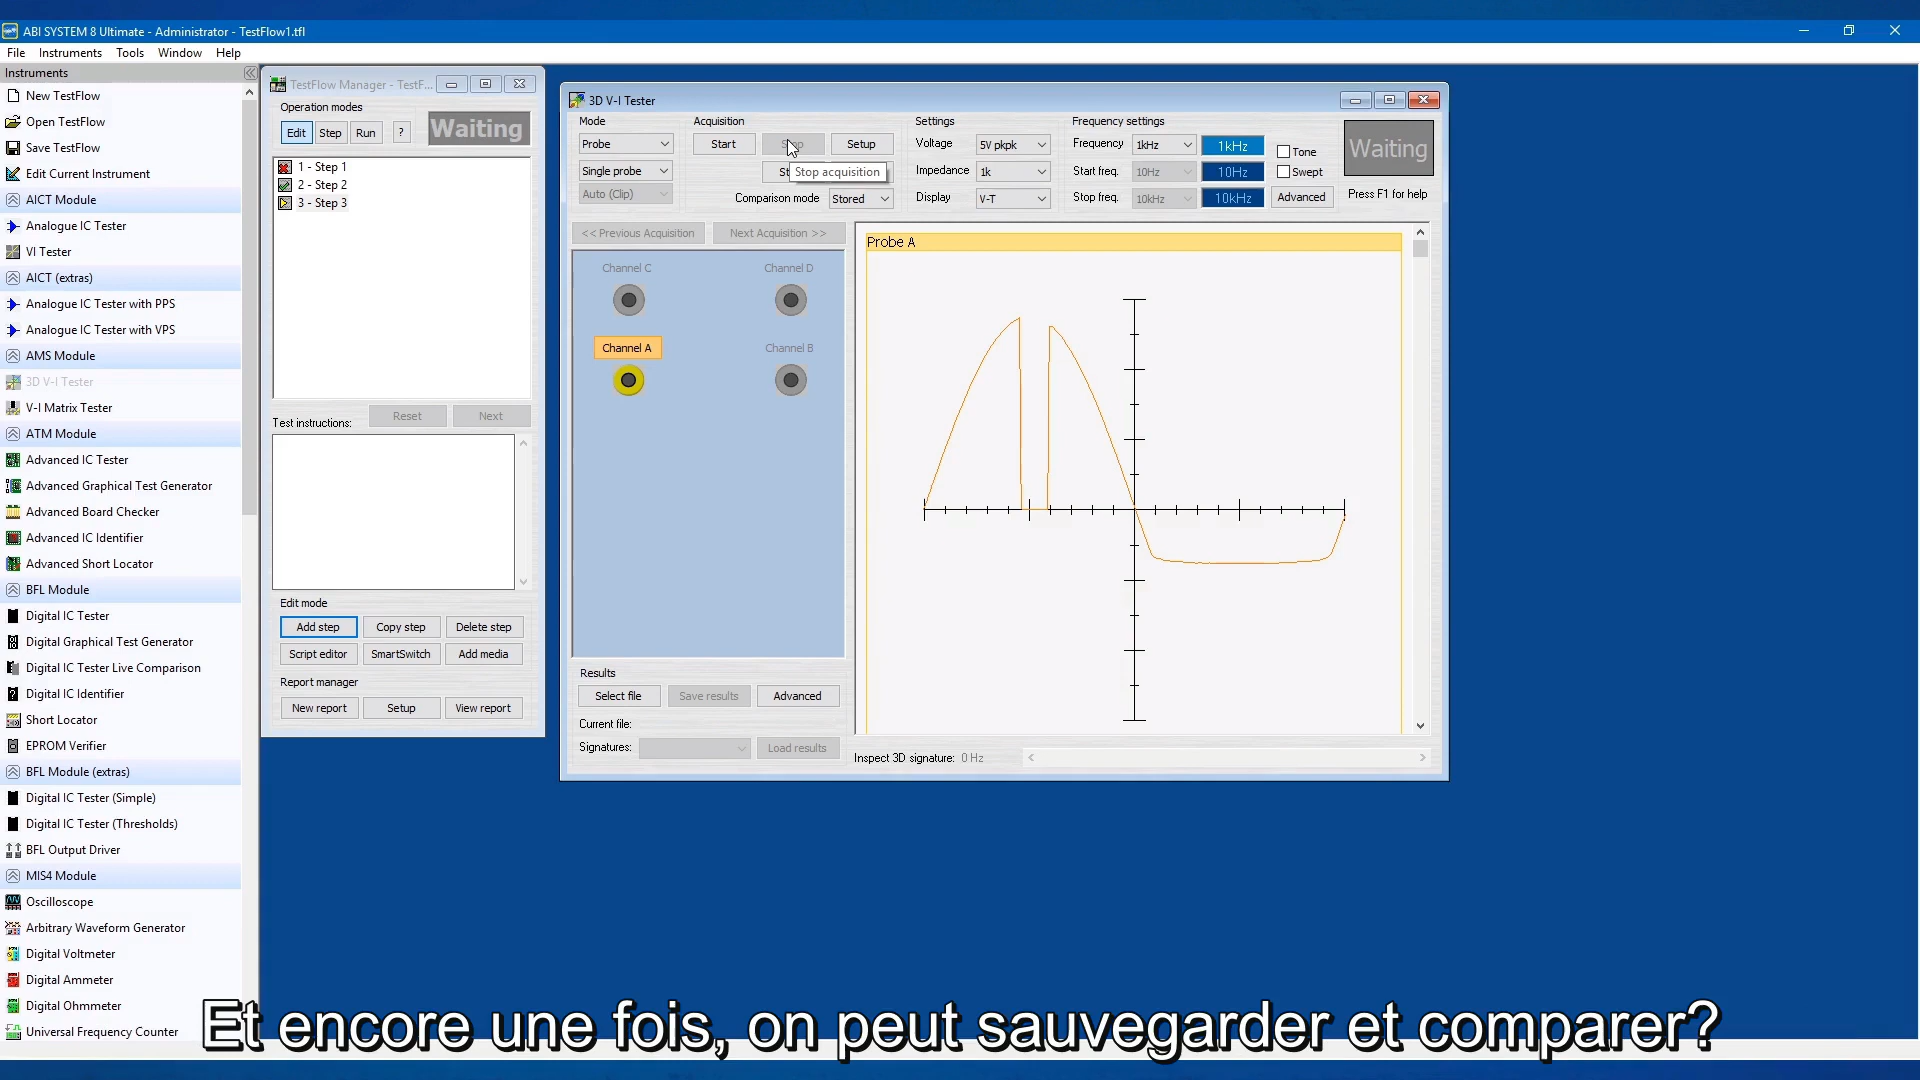 ABI SYSTEM 8 Ultimate - Administrator - TestFlow1.tfl
File Instruments Tools Window Help
Instruments
New TestFlow
Open TestFlow
Save TestFlow
Edit Current Instrument
AICT Module
Analogue IC Tester
VI Tester
AICT (extras)
Analogue IC Tester with PPS
Analogue IC Tester with VPS
AMS Module
3D V-I Tester
V-I Matrix Tester
ATM Module
Advanced IC Tester
Advanced Graphical Test Generator
Advanced Board Checker
Advanced IC Identifier
Advanced Short Locator
BFL Module
Digital IC Tester
Digital Graphical Test Generator
Digital IC Tester Live Comparison
Digital IC Identifier
Short Locator
EPROM Verifier
BFL Module (extras)
Digital IC Tester (Simple)
Digital IC Tester (Thresholds)
BFL Output Driver
MIS4 Module
Oscilloscope
Arbitrary Waveform Generator
Digital Voltmeter
Digital Ammeter
Digital Ohmmeter
Universal Frequency Counter
TestFlow Manager - TestF...
Operation modes
Edit Step Run ? Waiting
1 - Step 1
2 - Step 2
3 - Step 3
Test instructions: Reset Next
Edit mode
Add step Copy step Delete step
Script editor SmartSwitch Add media
Report manager
New report Setup View report
3D V-I Tester
Mode Acquisition Settings Frequency settings
Probe Start Setup Voltage 5V pkpk Frequency 1kHz 1kHz Tone Waiting
Single probe Stop acquisition Impedance 1k Start freq. 10Hz 10Hz Swept
Auto (Clip) Comparison mode Stored Display V-T Stop freq. 10kHz 10kHz Advanced Press F1 for help
<< Previous Acquisition Next Acquisition >>
Probe A
Channel C Channel D
Channel A Channel B
Results
Select file Save results Advanced
Current file:
Signatures: Load results
Inspect 3D signature: 0 Hz
Et encore une fois, on peut sauvegarder et comparer?